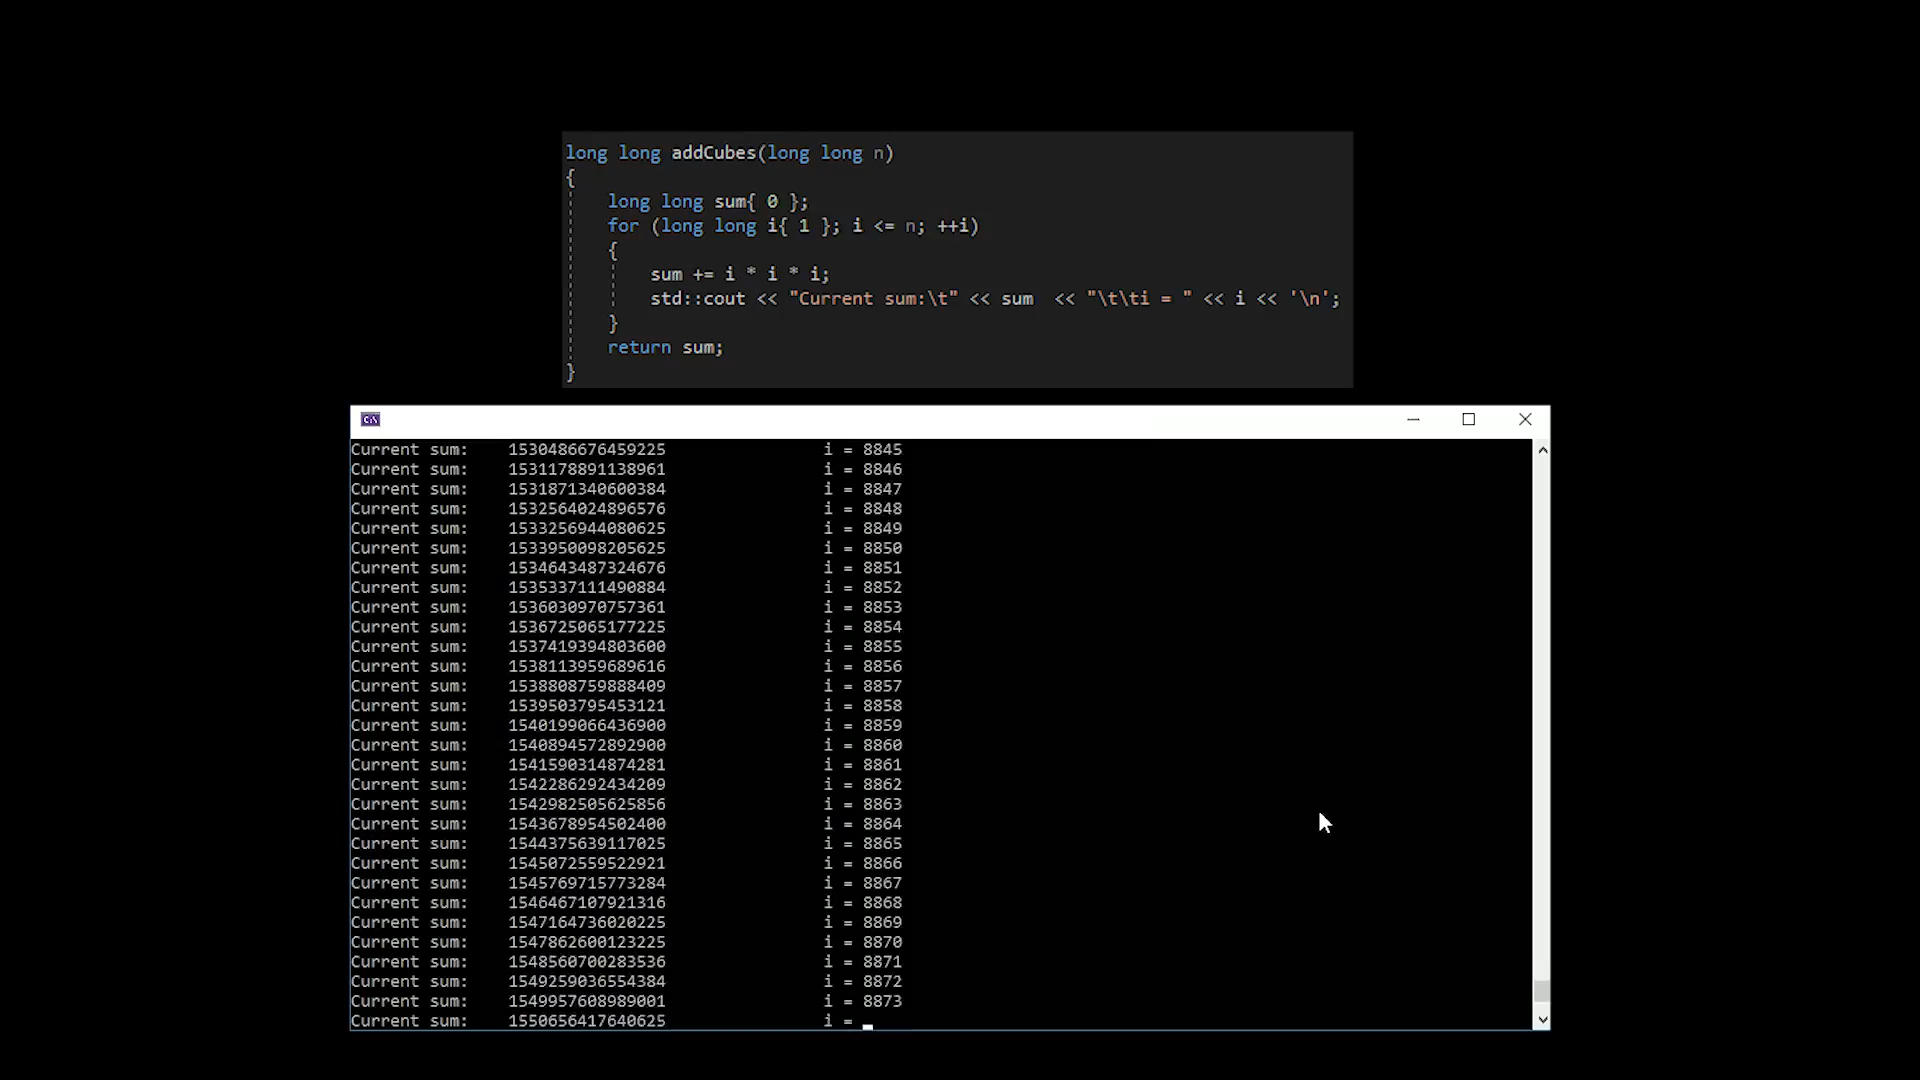 long long addCubes(long long n)
{
long long sum{ 0 };
for (long long i{ 1 }; i <= n; ++i)
{
sum += i * i * i;
std::cout << "Current sum:\t" << sum  << "\t\ti = " << i << '\n';
}
return sum;
}
C:\
Current sum: 1530486676459225 i = 8845
Current sum: 1531178891138961 i = 8846
Current sum: 1531871340600384 i = 8847
Current sum: 1532564024896576 i = 8848
Current sum: 1533256944080625 i = 8849
Current sum: 1533950098205625 i = 8850
Current sum: 1534643487324676 i = 8851
Current sum: 1535337111490884 i = 8852
Current sum: 1536030970757361 i = 8853
Current sum: 1536725065177225 i = 8854
Current sum: 1537419394803600 i = 8855
Current sum: 1538113959689616 i = 8856
Current sum: 1538808759888409 i = 8857
Current sum: 1539503795453121 i = 8858
Current sum: 1540199066436900 i = 8859
Current sum: 1540894572892900 i = 8860
Current sum: 1541590314874281 i = 8861
Current sum: 1542286292434209 i = 8862
Current sum: 1542982505625856 i = 8863
Current sum: 1543678954502400 i = 8864
Current sum: 1544375639117025 i = 8865
Current sum: 1545072559522921 i = 8866
Current sum: 1545769715773284 i = 8867
Current sum: 1546467107921316 i = 8868
Current sum: 1547164736020225 i = 8869
Current sum: 1547862600123225 i = 8870
Current sum: 1548560700283536 i = 8871
Current sum: 1549259036554384 i = 8872
Current sum: 1549957608989001 i = 8873
Current sum: 1550656417640625 i =